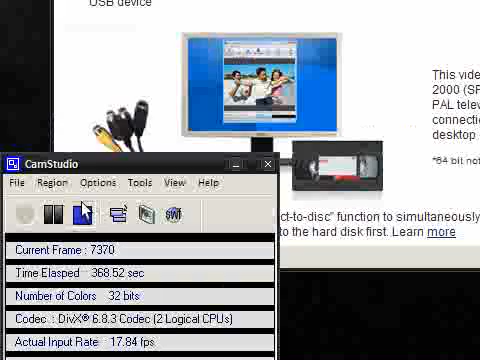 USB device
This vide
2000 (SF
PAL telev
connectio
desktop
*64 bit not
CamStudio
File Region Options Tools View Help
SWF
ct-to-disc" function to simultaneously
to the hard disk first. Learn more
Current Frame : 7370
Time Elasped : 368.52 sec
Number of Colors 32 bits
Codec : DivX® 6.8.3 Codec (2 Logical CPUs)
Actual Input Rate : 17.84 fps